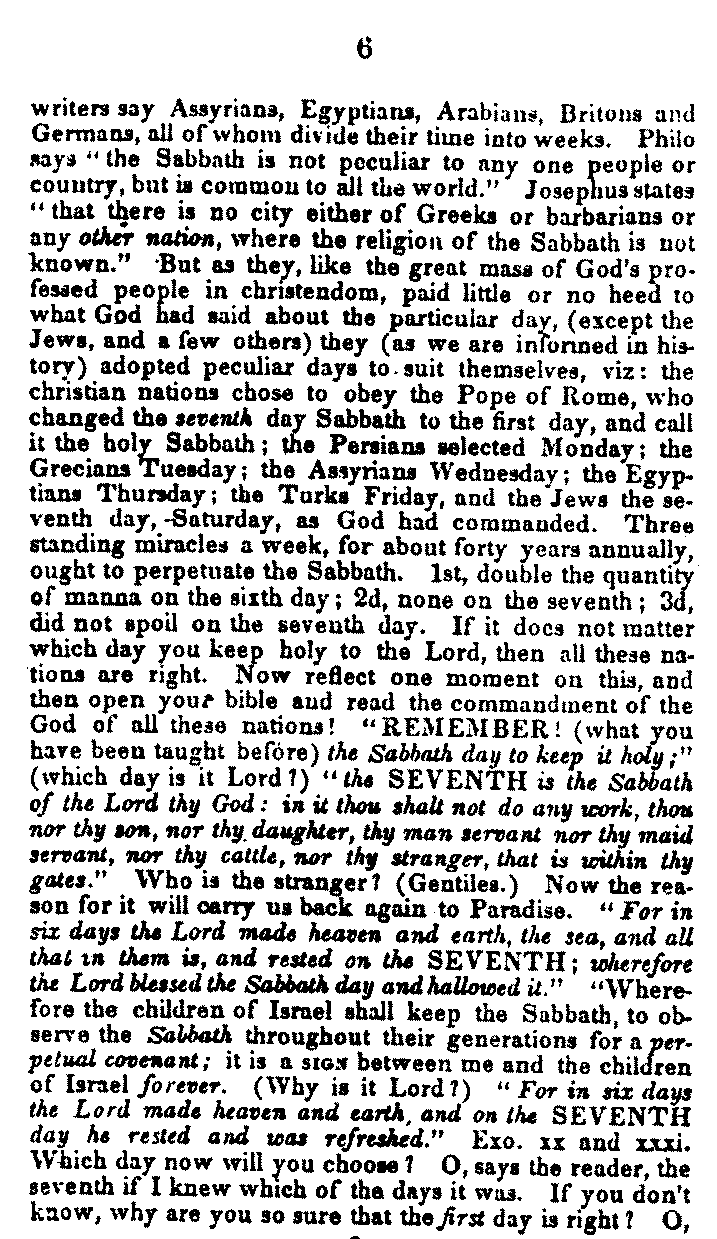 6
writers say Assyrians, Egyptians, Arabians, Britons and
Germans, all of whom divide their time into weeks. Philo
says "the Sabbath is not peculiar to any one people or
country, but is common to all the world." Josephus states
"that there is no city either of Greeks or barbarians or
any other nation, where the religion of the Sabbath is not
known." But as they, like the great mass of God's pro-
fessed people in christendom, paid little or no heed to
what God had said about the particular day, (except the
Jews, and a few others) they (as we are informed in his-
tory) adopted peculiar days to suit themselves, viz: the
christian nations chose to obey the Pope of Rome, who
changed the seventh day Sabbath to the first day, and call
it the holy Sabbath; the Persians selected Monday; the
Grecians Tuesday; the Assyrians Wednesday; the Egyp-
tians Thursday; the Turks Friday, and the Jews the se-
venth day, -Saturday, as God had commanded. Three
standing miracles a week, for about forty years annually,
ought to perpetuate the Sabbath. 1st, double the quantity
of manna on the sixth day; 2d, none on the seventh; 3d,
did not spoil on the seventh day. If it does not matter
which day you keep holy to the Lord, then all these na-
tions are right. Now reflect one moment on this, and
then open your bible and read the commandment of the
God of all these nations! "REMEMBER! (what you
have been taught before) the Sabbath day to keep it holy;"
(which day is it Lord?) "the SEVENTH is the Sabbath
of the Lord thy God: in it thou shalt not do any work, thou
nor thy son, nor thy daughter, thy man servant nor thy maid
servant, nor thy cattle, nor thy stranger, that is within thy
gates." Who is the stranger? (Gentiles.) Now the rea-
son for it will carry us back again to Paradise. "For in
six days the Lord made heaven and earth, the sea, and all
that in them is, and rested on the SEVENTH; wherefore
the Lord blessed the Sabbath day and hallowed it." "Where-
fore the children of Israel shall keep the Sabbath, to ob-
serve the Sabbath throughout their generations for a per-
petual covenant; it is a SIGN between me and the children
of Israel forever. (Why is it Lord?) "For in six days
the Lord made heaven and earth, and on the SEVENTH
day he rested and was refreshed." Exo. xx and xxxi.
Which day now will you choose? O, says the reader, the
seventh if I knew which of the days it was. If you don't
know, why are you so sure that the first day is right? O,